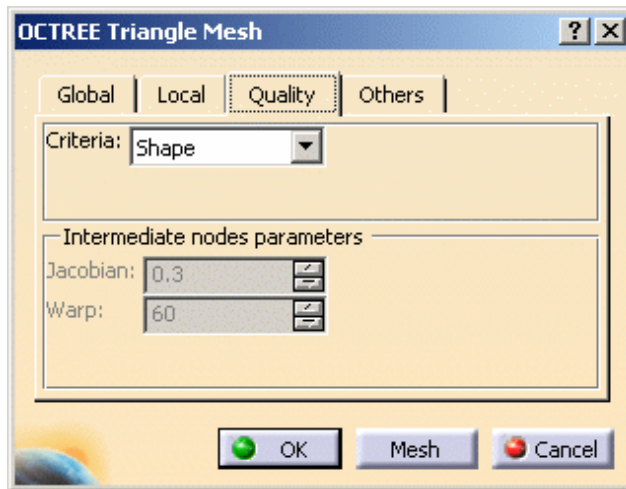 OCTREE Triangle Mesh
Global Local Quality Others
Criteria: Shape
Intermediate nodes parameters
Jacobian: 0.3
Warp: 60
OK Mesh Cancel